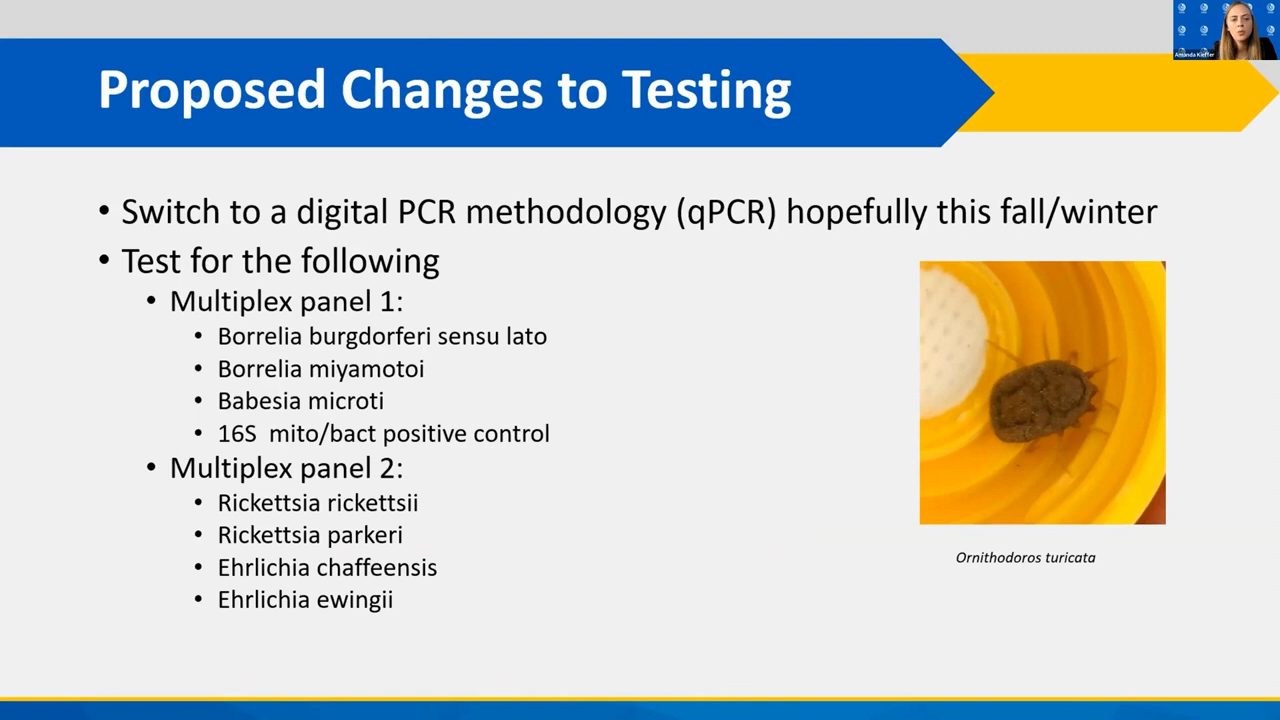 Amanda Kieffer
Proposed Changes to Testing
• Switch to a digital PCR methodology (qPCR) hopefully this fall/winter
• Test for the following
• Multiplex panel 1:
• Borrelia burgdorferi sensu lato
• Borrelia miyamotoi
• Babesia microti
• 16S  mito/bact positive control
• Multiplex panel 2:
• Rickettsia rickettsii
• Rickettsia parkeri
• Ehrlichia chaffeensis
• Ehrlichia ewingii
Ornithodoros turicata